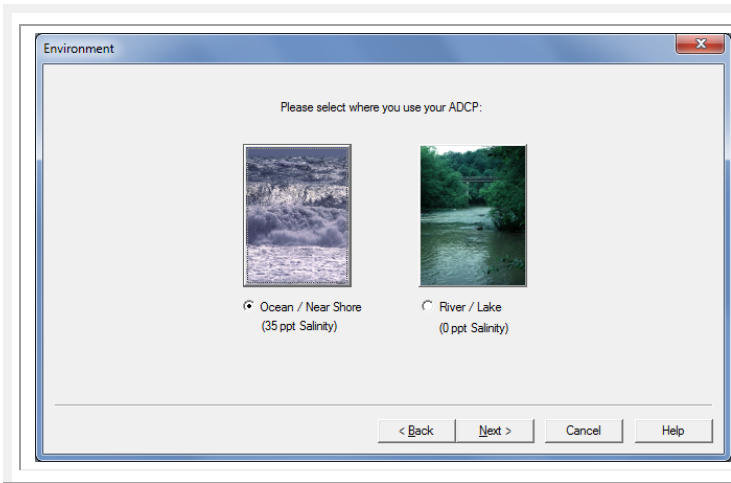 Environment
Please select where you use your ADCP:
Ocean / Near Shore
(35 ppt Salinity)
River / Lake
(0 ppt Salinity)
< Back
Next >
Cancel
Help